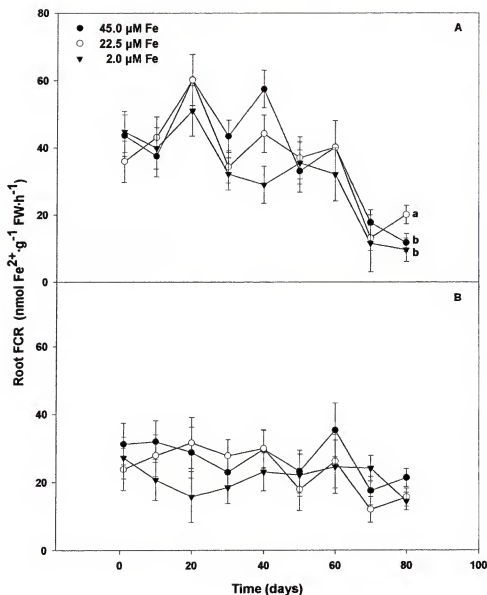 45.0 µM Fe
22.5 µM Fe
2.0 µM Fe
A
80
60
40
20
0
a
b
b
B
60
40
20
0
0 20 40 60 80 100
Root FCR (nmol Fe²⁺·g⁻¹ FW·h⁻¹)
Time (days)